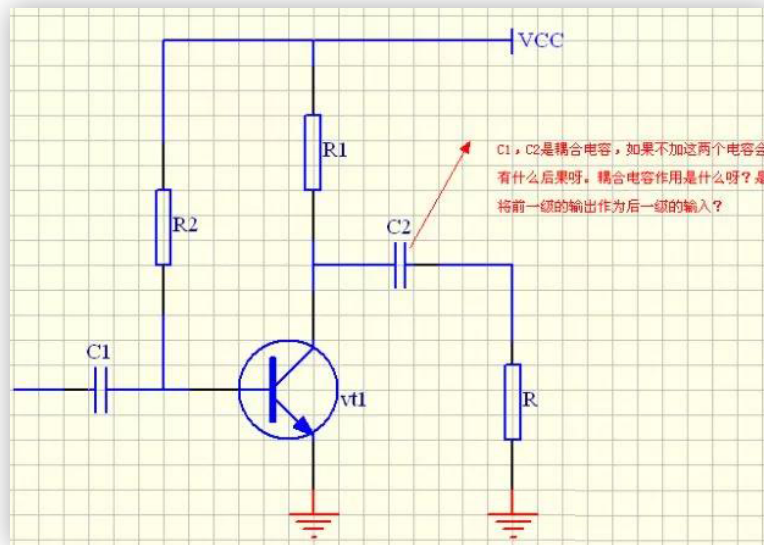 VCC
R1
C1，C2是耦合电容，如果不加这两个电容会
有什么后果呀。耦合电容作用是什么呀？是
将前一级的输出作为后一级的输入？
R2
C2
C1
vt1
R